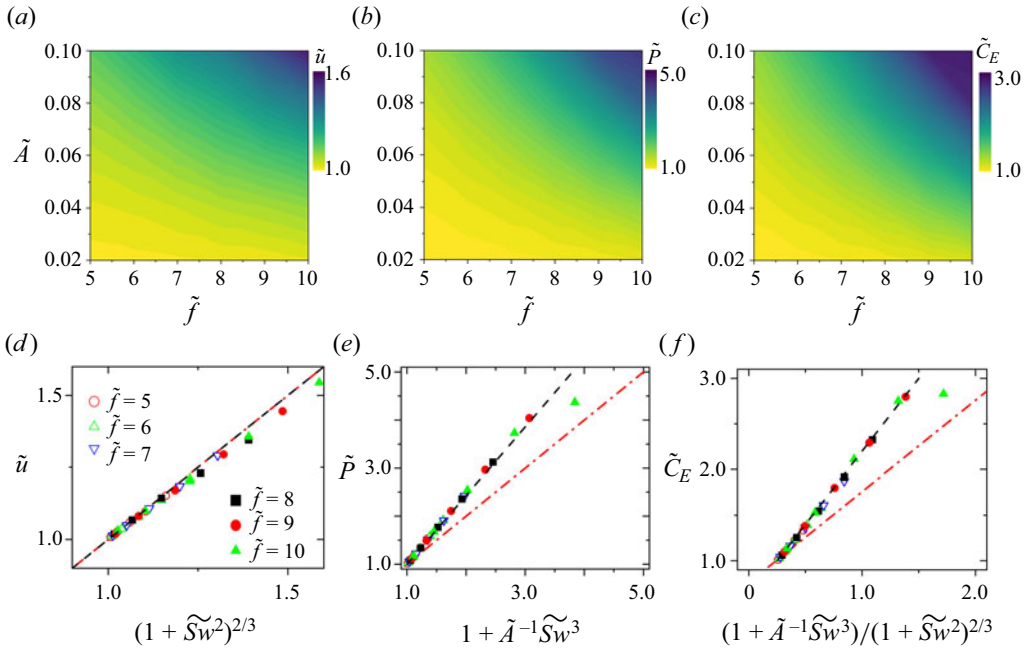 (a) (b) (c)
0.10 ũ 0.10 P̃ 0.10 C̃_E
1.6 5.0 3.0
0.08 0.08 0.08
Ã 0.06 0.06 0.06
1.0 1.0 1.0
0.04 0.04 0.04
0.02 0.02 0.02
5 6 7 8 9 10 5 6 7 8 9 10 5 6 7 8 9 10
f̃ f̃ f̃
(d) (e) (f)
5.0
1.5 3.0
f̃ = 5
f̃ = 6
f̃ = 7
ũ P̃ 3.0 C̃_E 2.0
f̃ = 8
f̃ = 9
f̃ = 10
1.0 1.0 1.0
1.0 1.5 1.0 3.0 5.0 0 1.0 2.0
(1 + S̃w²)^{2/3} 1 + Ã⁻¹S̃w³ (1 + Ã⁻¹S̃w³)/(1 + S̃w²)^{2/3}